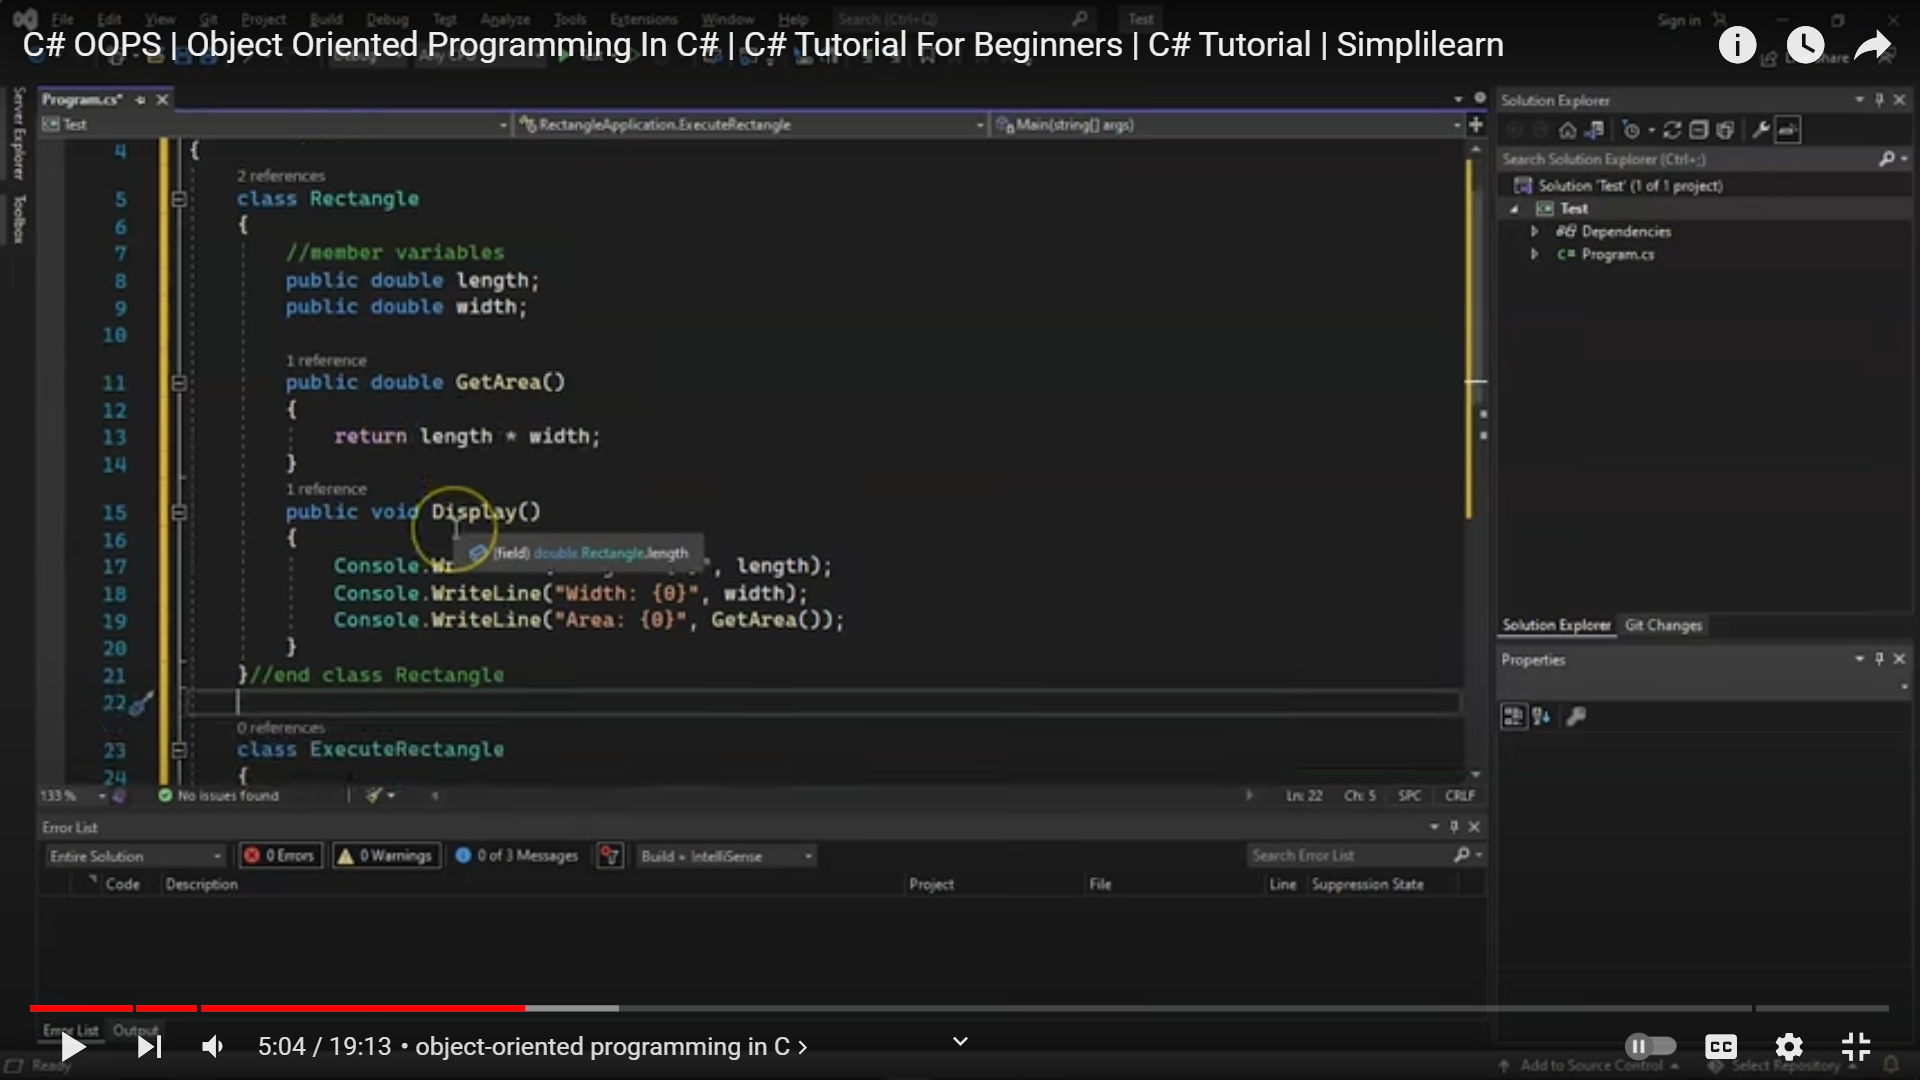 File Edit View Git Project Build Debug Test Analyze Tools Extensions Window Help Search (Ctrl+Q) Test Sign in
C# OOPS | Object Oriented Programming In C# | C# Tutorial For Beginners | C# Tutorial | Simplilearn
Server Explorer
Toolbox
Program.cs*
Test RectangleApplication.ExecuteRectangle Main(string[] args)
4 {
2 references
5 class Rectangle
6 {
7 //member variables
8 public double length;
9 public double width;
10
1 reference
11 public double GetArea()
12 {
13 return length * width;
14 }
1 reference
15 public void Display()
16 {
(field) double Rectangle.length
17 Console.Wr ", length);
18 Console.WriteLine("Width: {0}", width);
19 Console.WriteLine("Area: {0}", GetArea());
20 }
21 }//end class Rectangle
22
0 references
23 class ExecuteRectangle
24 {
133 % No issues found Ln: 22 Ch: 5 SPC CRLF
Error List
Entire Solution 0 Errors 0 Warnings 0 of 3 Messages Build + IntelliSense Search Error List
Code Description Project File Line Suppression State
Solution Explorer
Search Solution Explorer (Ctrl+;)
Solution 'Test' (1 of 1 project)
Test
Dependencies
C# Program.cs
Solution Explorer Git Changes
Properties
Error List Output
5:04 / 19:13 • object-oriented programming in C
CC
Ready Add to Source Control Select Repository